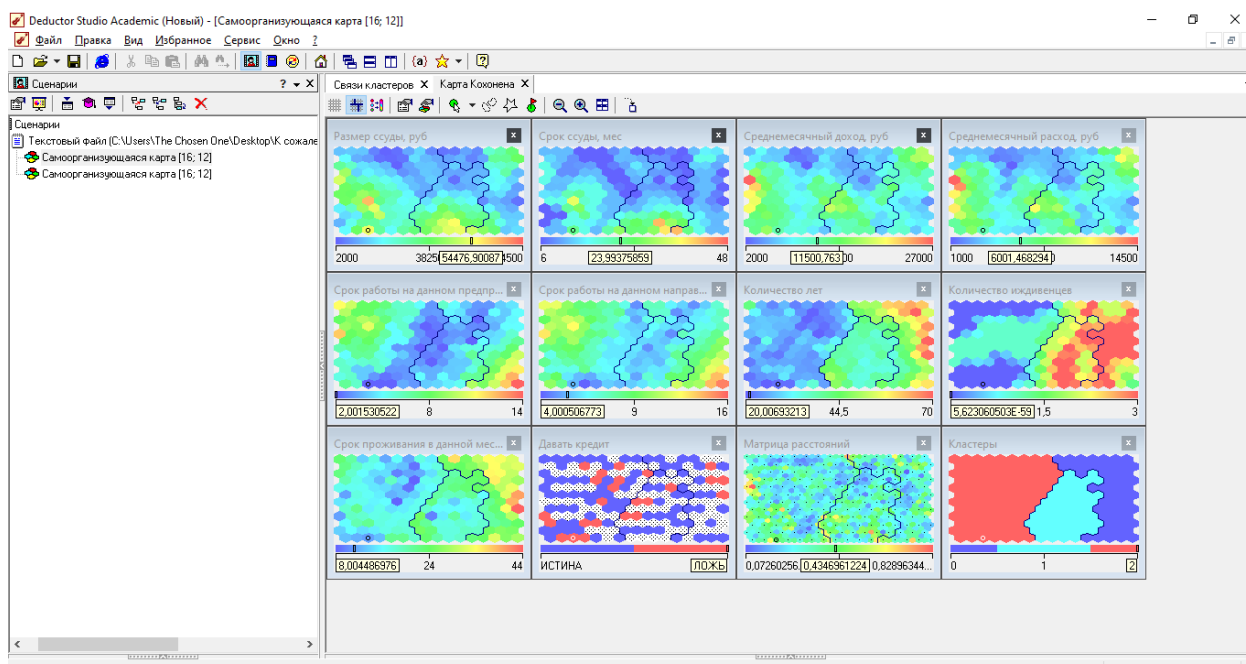 Deductor Studio Academic (Новый) - [Самоорганизующаяся карта [16; 12]]
Файл Правка Вид Избранное Сервис Окно ?
Сценарии
Связи кластеров X Карта Кохонена X
Сценарии
Текстовый файл (C:\Users\The Chosen One\Desktop\К сожале
Самоорганизующаяся карта [16; 12]
Самоорганизующаяся карта [16; 12]
Размер ссуды, руб
Срок ссуды, мес
Среднемесячный доход, руб
Среднемесячный расход, руб
2000 3825 54476,90087 4500
6 23,99375859 48
2000 11500,763 00 27000
1000 6001,468294 14500
Срок работы на данном предпр...
Срок работы на данном направ...
Количество лет
Количество иждивенцев
2,001530522 8 14
4,000506773 9 16
20,00693213 44,5 70
5,623060503E-59 1,5 3
Срок проживания в данной мес...
Давать кредит
Матрица расстояний
Кластеры
8,004486976 24 44
ИСТИНА ЛОЖЬ
0,07260256. 0,4346961224 0,82896344...
0 1 2